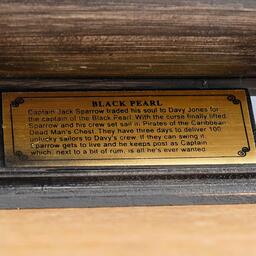 BLACK PEARL
Captain Jack Sparrow traded his soul to Davy Jones for
the captain of the Black Pearl. With the curse finally lifted,
Sparrow and his crew set sail in Pirates of the Caribbean
Dead Man's Chest. They have three days to deliver 100
unlucky sailors to Davy's crew. If they can swing it,
Sparrow gets to live and he keeps post as Captain
which, next to a bit of rum, is all he's ever wanted.